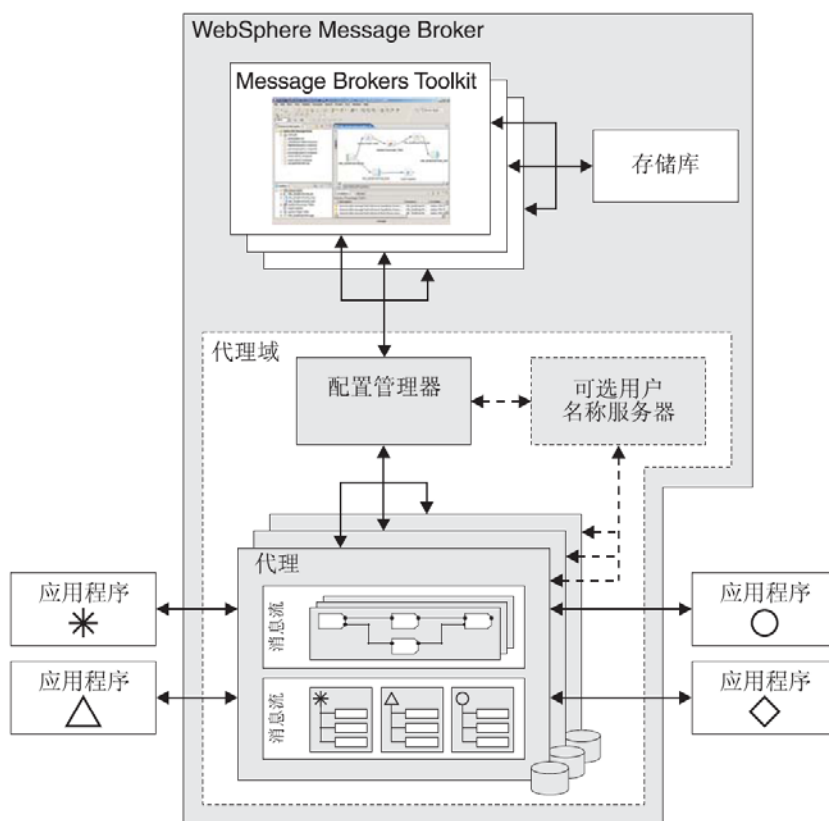 WebSphere Message Broker
Message Brokers Toolkit
存储库
代理域
配置管理器
可选用户
名称服务器
代理
消息流
消息流
应用程序
应用程序
应用程序
应用程序